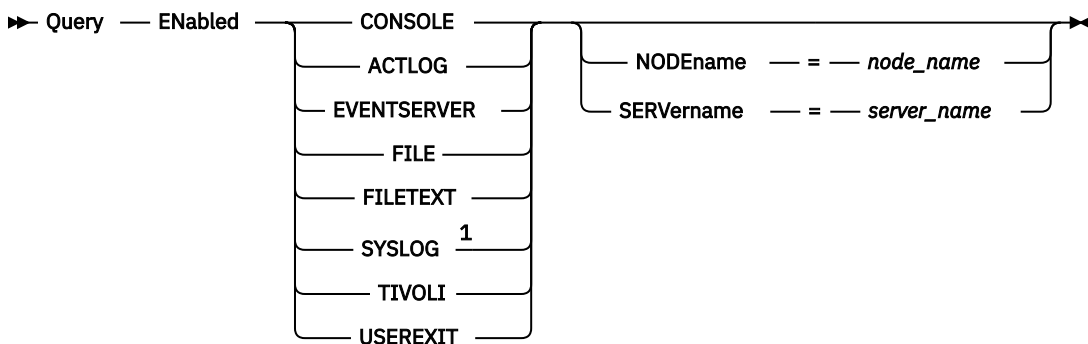 Query ENabled CONSOLE
ACTLOG NODEname = node_name
EVENTSERVER SERVername = server_name
FILE
FILETEXT
SYSLOG 1
TIVOLI
USEREXIT